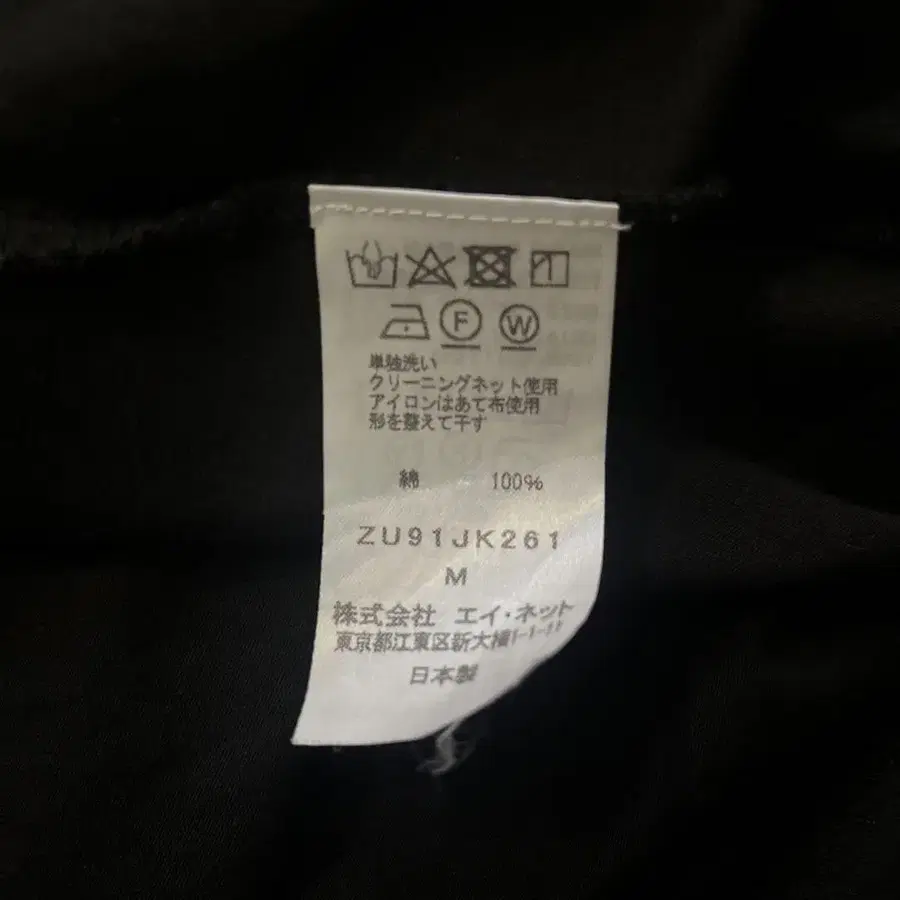 F W
単独洗い
クリーニングネット使用
アイロンはあて布使用
形を整えて干す
綿 100%
ZU91JK261
M
株式会社 エイ・ネット
東京都江東区新大橋1-1-11
日本製